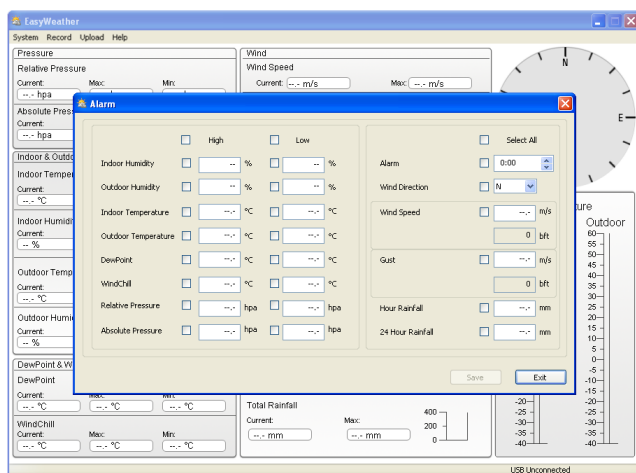 EasyWeather
System Record Upload Help
Pressure
Relative Pressure
Current: Max: Min:
--.- hpa
Absolute Pres
Current:
--.- hpa
Indoor & Outdo
Indoor Temper
Current:
--.- °C
Indoor Humidi
Current:
-- %
Outdoor Temp
Current:
--.- °C
Outdoor Humi
Current:
-- %
DewPoint & W
DewPoint
Current: Max: Min:
--.- °C --.- °C --.- °C
WindChill
Current: Max: Min:
--.- °C --.- °C --.- °C
Wind
Wind Speed
Current: --.- m/s Max: --.- m/s
N
E
Alarm
High Low
Indoor Humidity -- % -- %
Outdoor Humidity -- % -- %
Indoor Temperature --.- °C --.- °C
Outdoor Temperature --.- °C --.- °C
DewPoint --.- °C --.- °C
WindChill --.- °C --.- °C
Relative Pressure --.- hpa --.- hpa
Absolute Pressure --.- hpa --.- hpa
Select All
Alarm 0:00
Wind Direction N
Wind Speed --.- m/s
0 bft
Gust --.- m/s
0 bft
Hour Rainfall --.- mm
24 Hour Rainfall --.- mm
Save Exit
Total Rainfall
Current: Max:
--.- mm --.- mm
400
200
0
ture
Outdoor
60
55
50
45
40
35
30
25
20
15
10
5
0
-5
-10
-15
-20 -20
-25 -25
-30 -30
-35 -35
-40 -40
USB Unconnected